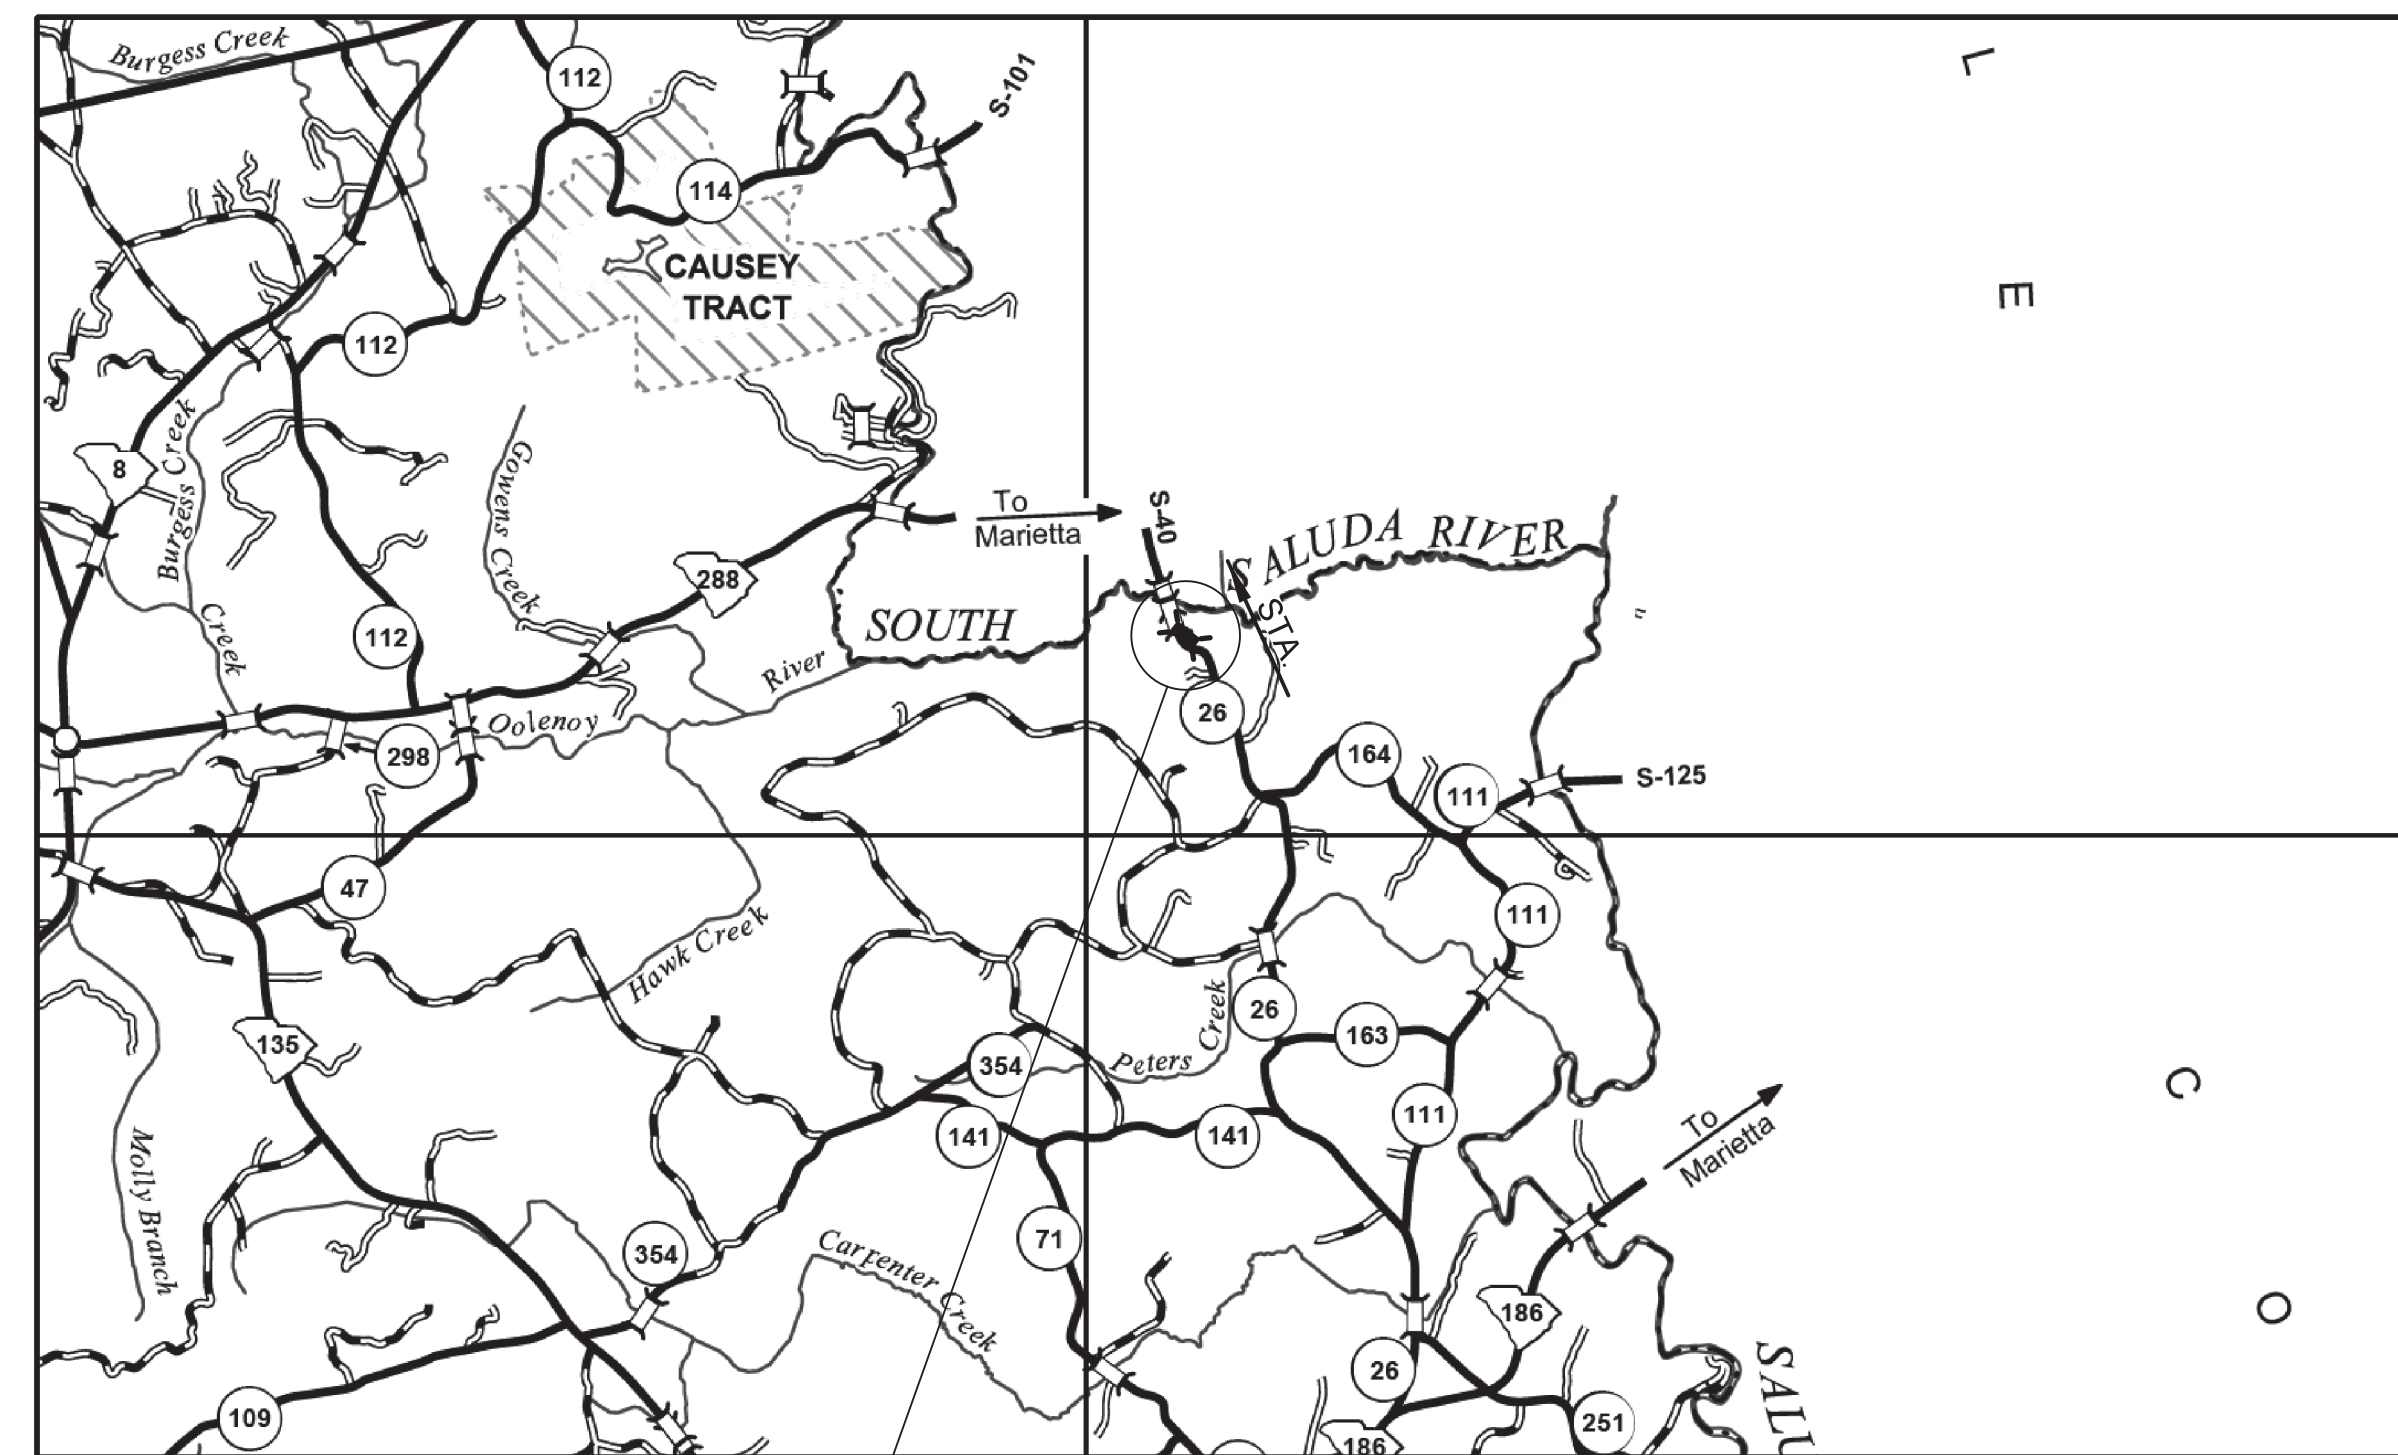 Burgess Creek
112
S-101
L
114
CAUSEY
TRACT
E
112
8
Burgess Creek
Gowens Creek
To
Marietta
S-40
SALUDA RIVER
288
SOUTH
STA.
Creek
112
River
Oolenoy
26
298
164
111
S-125
47
111
Hawk Creek
Creek
26
135
163
354
Peters
C
111
To
Marietta
141
141
Molly Branch
71
354
Carpenter
Creek
186
O
26
SALU
109
251
186